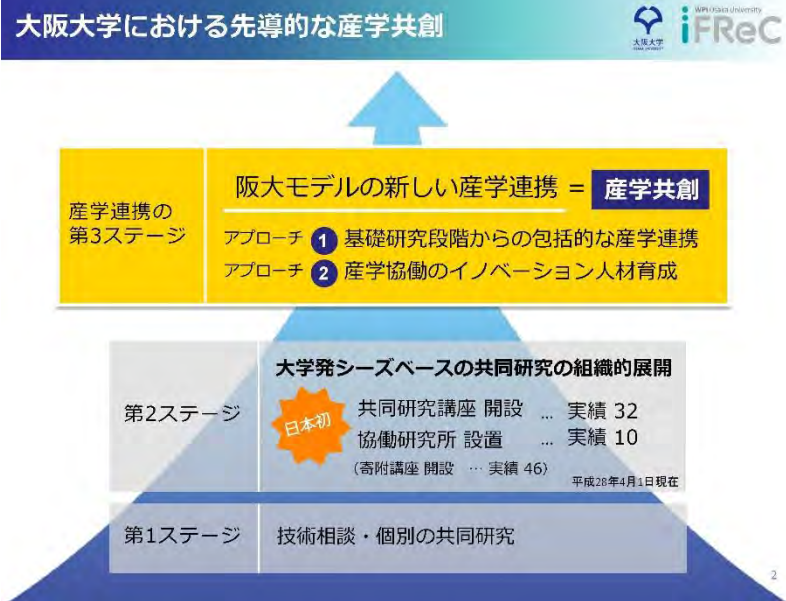 大阪大学における先導的な産学共創
大阪大学
OSAKA UNIVERSITY
WPI Osaka University
iFReC
産学連携の
第3ステージ
阪大モデルの新しい産学連携 = 産学共創
アプローチ 1 基礎研究段階からの包括的な産学連携
アプローチ 2 産学協働のイノベーション人材育成
第2ステージ
大学発シーズベースの共同研究の組織的展開
日本初
共同研究講座 開設 … 実績 32
協働研究所 設置 … 実績 10
(寄附講座 開設 … 実績 46)
平成28年4月1日現在
第1ステージ
技術相談・個別の共同研究
2